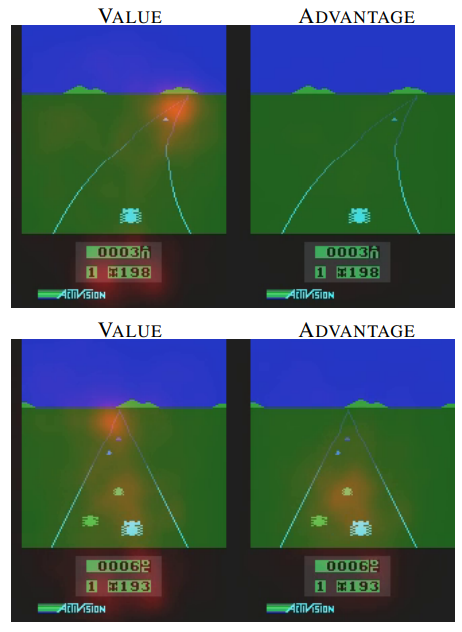 VALUE ADVANTAGE
0003 0003
1 198 1 198
ACTIVISION ACTIVISION
VALUE ADVANTAGE
0006 0006
1 193 1 193
ACTIVISION ACTIVISION